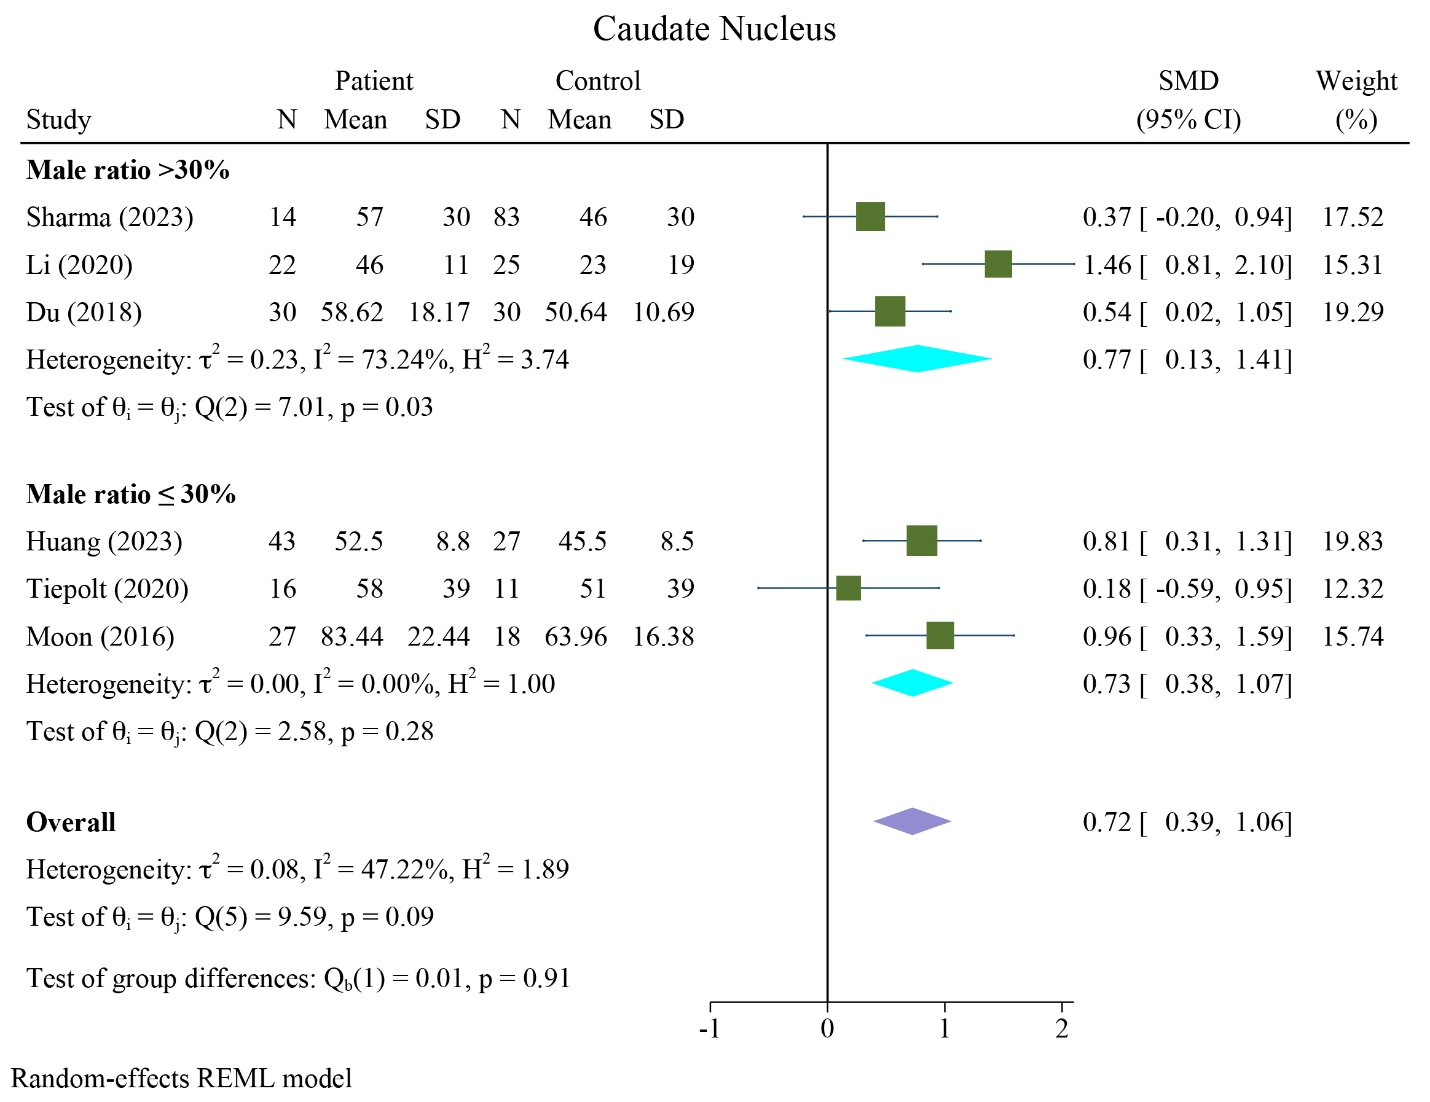 Caudate Nucleus
Patient Control SMD Weight
Study N Mean SD N Mean SD (95% CI) (%)
Male ratio >30%
Sharma (2023) 14 57 30 83 46 30 0.37 [ -0.20, 0.94] 17.52
Li (2020) 22 46 11 25 23 19 1.46 [ 0.81, 2.10] 15.31
Du (2018) 30 58.62 18.17 30 50.64 10.69 0.54 [ 0.02, 1.05] 19.29
Heterogeneity: τ² = 0.23, I² = 73.24%, H² = 3.74 0.77 [ 0.13, 1.41]
Test of θᵢ = θⱼ: Q(2) = 7.01, p = 0.03
Male ratio ≤ 30%
Huang (2023) 43 52.5 8.8 27 45.5 8.5 0.81 [ 0.31, 1.31] 19.83
Tiepolt (2020) 16 58 39 11 51 39 0.18 [ -0.59, 0.95] 12.32
Moon (2016) 27 83.44 22.44 18 63.96 16.38 0.96 [ 0.33, 1.59] 15.74
Heterogeneity: τ² = 0.00, I² = 0.00%, H² = 1.00 0.73 [ 0.38, 1.07]
Test of θᵢ = θⱼ: Q(2) = 2.58, p = 0.28
Overall 0.72 [ 0.39, 1.06]
Heterogeneity: τ² = 0.08, I² = 47.22%, H² = 1.89
Test of θᵢ = θⱼ: Q(5) = 9.59, p = 0.09
Test of group differences: Q_b(1) = 0.01, p = 0.91
-1 0 1 2
Random-effects REML model